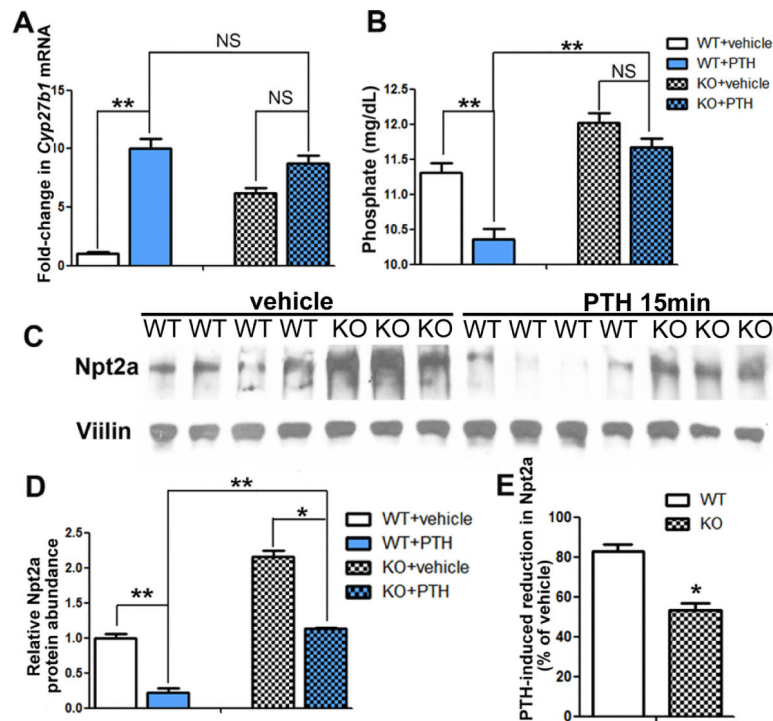 A
NS
NS
**
Fold-change in Cyp27b1 mRNA
15
10
5
0
B
**
NS
**
Phosphate (mg/dL)
12.5
12.0
11.5
11.0
10.5
10.0
WT+vehicle
WT+PTH
KO+vehicle
KO+PTH
vehicle PTH 15min
C WT WT WT WT KO KO KO WT WT WT WT KO KO KO
Npt2a
Viilin
D
**
*
**
Relative Npt2a
protein abundance
2.5
2.0
1.5
1.0
0.5
0.0
WT+vehicle
WT+PTH
KO+vehicle
KO+PTH
E
WT
KO
*
PTH-induced reduction in Npt2a
(% of vehicle)
100
80
60
40
20
0